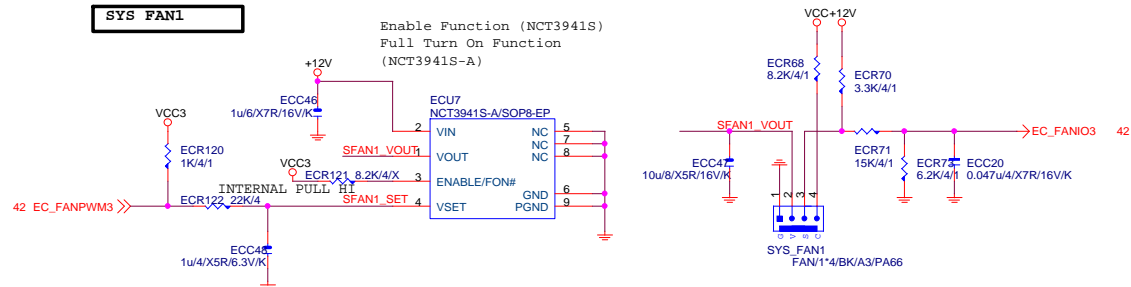 SYS FAN1
Enable Function (NCT3941S)
Full Turn On Function
(NCT3941S-A)
+12V
ECC46
1u/6/X7R/16V/K
ECU7
NCT3941S-A/SOP8-EP
2 VIN
1 VOUT
3 ENABLE/FON#
4 VSET
NC 5
NC 7
NC 8
GND 6
PGND 9
SFAN1_VOUT
VCC3
ECR120
1K/4/1
VCC3
ECR121 8.2K/4/X
INTERNAL PULL HI
SFAN1_SET
42 EC_FANPWM3
ECR122 22K/4
ECC48
1u/4/X5R/6.3V/K
VCC +12V
ECR68
8.2K/4/1
ECR70
3.3K/4/1
SFAN1_VOUT
EC_FANIO3 42
ECC47
10u/8/X5R/16V/K
ECR71
15K/4/1
ECR73
6.2K/4/1
ECC20
0.047u/4/X7R/16V/K
1 2 3 4
G V S C
SYS_FAN1
FAN/1*4/BK/A3/PA66